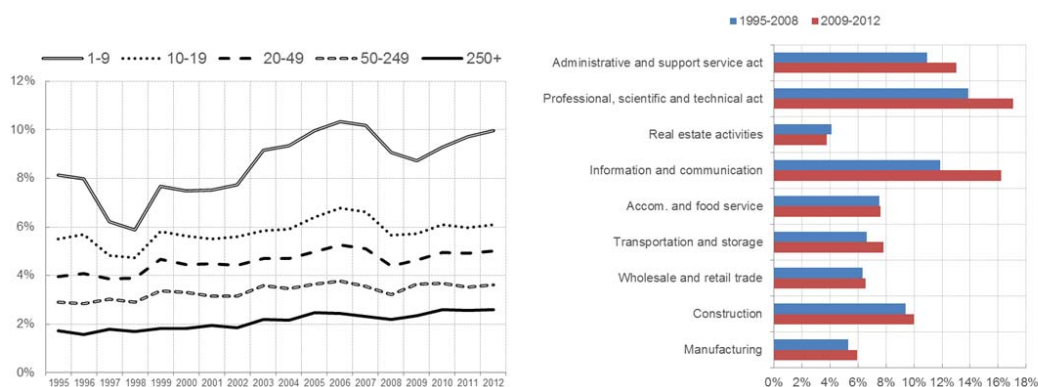 1-9 10-19 20-49 50-249 250+
12%
10%
8%
6%
4%
2%
0%
1995 1996 1997 1998 1999 2000 2001 2002 2003 2004 2005 2006 2007 2008 2009 2010 2011 2012
1995-2008 2009-2012
Administrative and support service act
Professional, scientific and technical act
Real estate activities
Information and communication
Accom. and food service
Transportation and storage
Wholesale and retail trade
Construction
Manufacturing
0% 2% 4% 6% 8% 10% 12% 14% 16% 18%